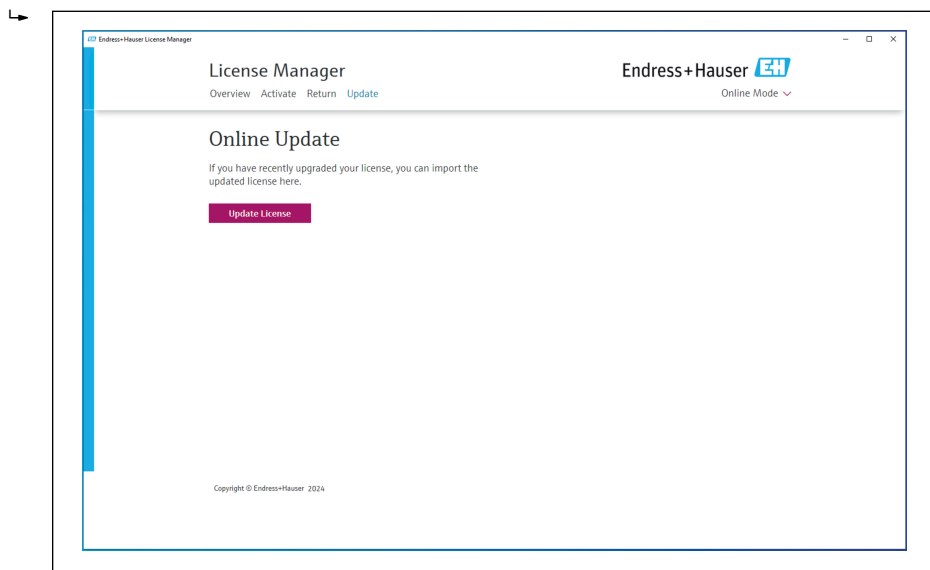 Endress+Hauser License Manager
License Manager
Endress+Hauser EH
Overview Activate Return Update
Online Mode
Online Update
If you have recently upgraded your license, you can import the
updated license here.
Update License
Copyright © Endress+Hauser 2024